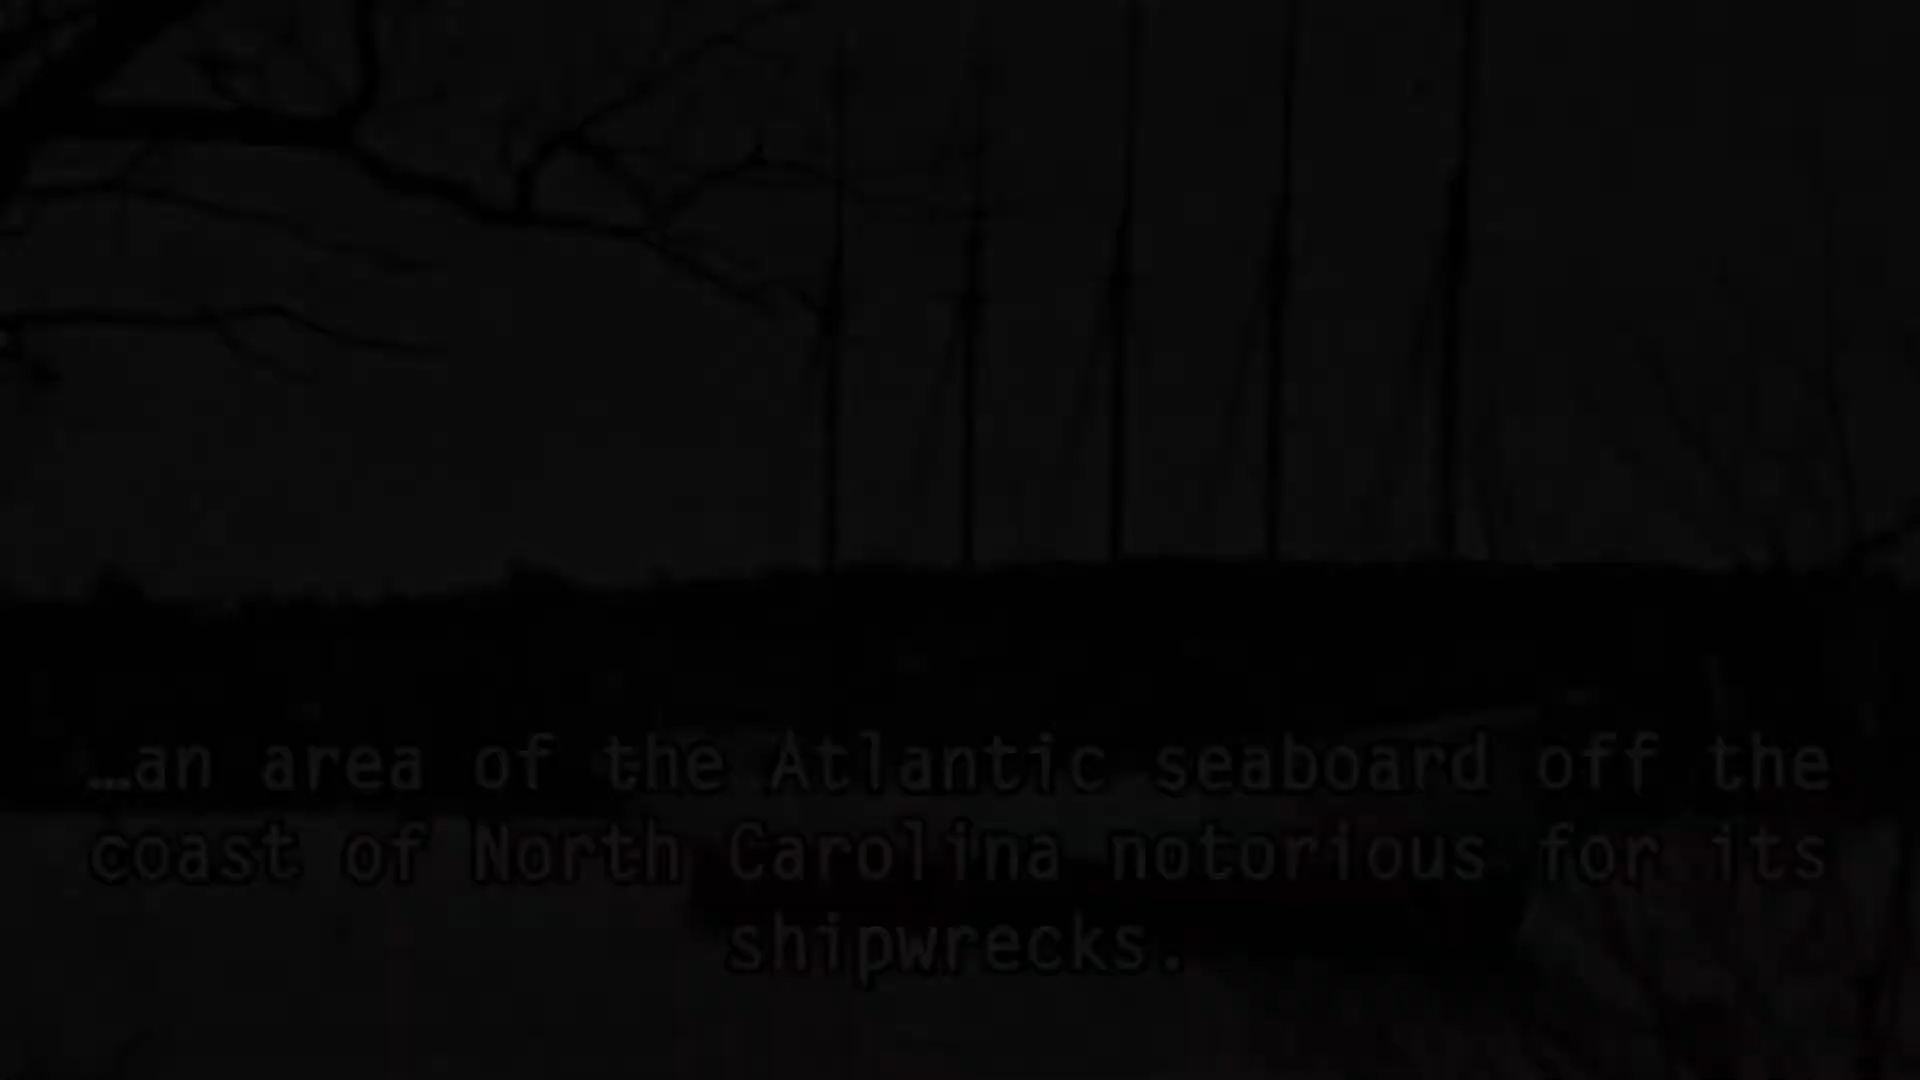 …an area of the Atlantic seaboard off the
coast of North Carolina notorious for its
shipwrecks.